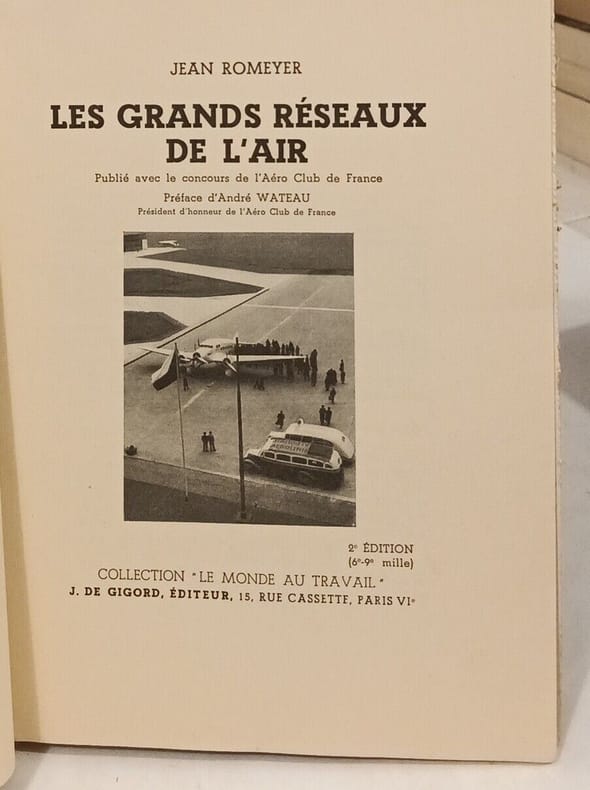 JEAN ROMEYER
LES GRANDS RÉSEAUX
DE L'AIR
Publié avec le concours de l'Aéro Club de France
Préface d'André WATEAU
Président d'honneur de l'Aéro Club de France
2e ÉDITION
(6e-9e mille)
COLLECTION "LE MONDE AU TRAVAIL"
J. DE GIGORD, ÉDITEUR, 15, RUE CASSETTE, PARIS VIe